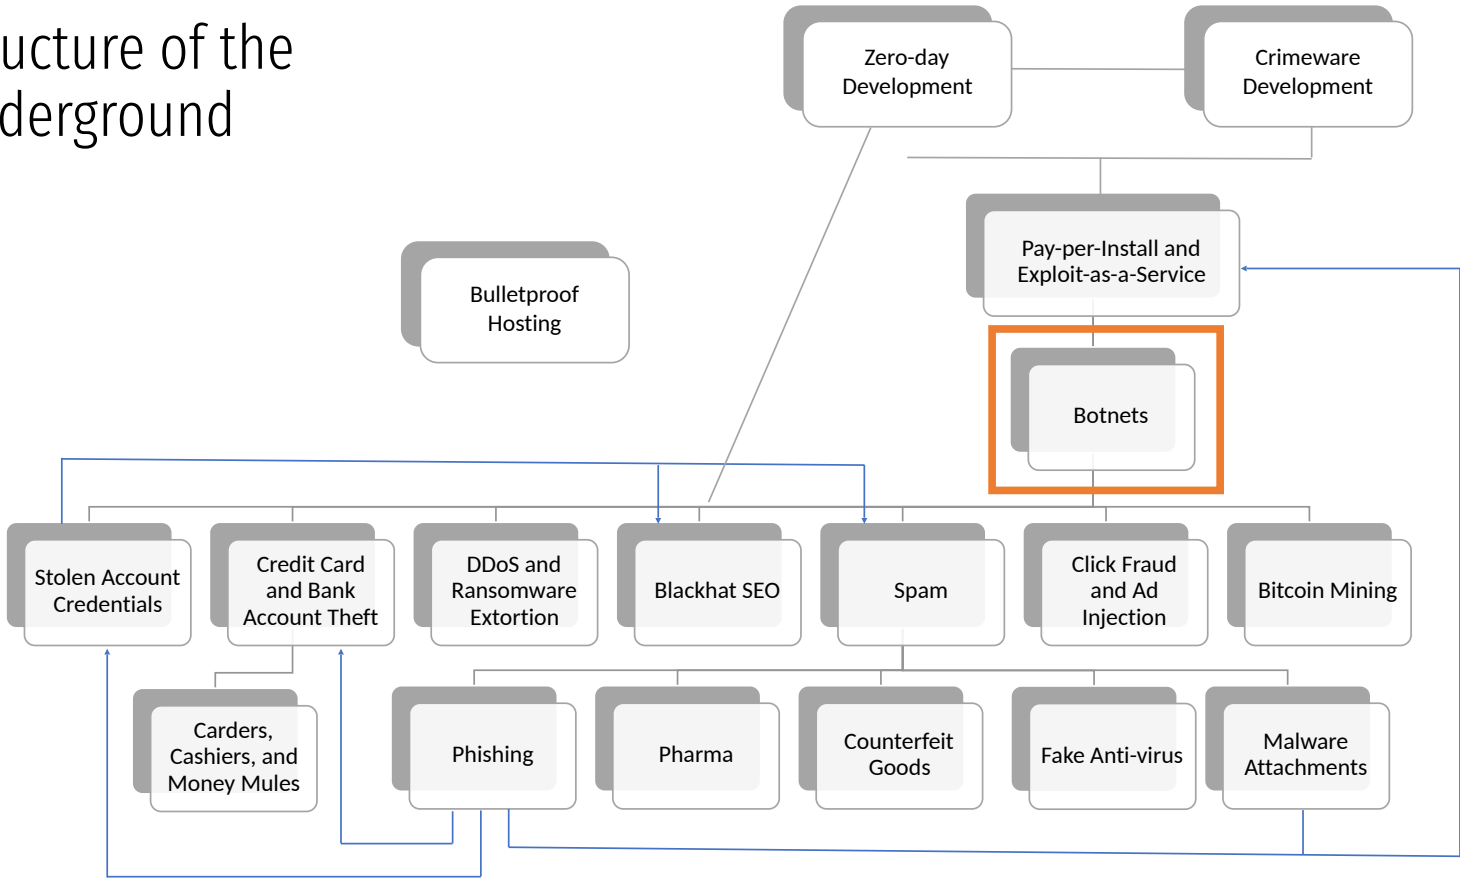 ucture of the
derground
Zero-day
Development
Crimeware
Development
Pay-per-Install and
Exploit-as-a-Service
Bulletproof
Hosting
Botnets
Stolen Account
Credentials
Credit Card
and Bank
Account Theft
DDoS and
Ransomware
Extortion
Blackhat SEO
Spam
Click Fraud
and Ad
Injection
Bitcoin Mining
Carders,
Cashiers, and
Money Mules
Phishing
Pharma
Counterfeit
Goods
Fake Anti-virus
Malware
Attachments